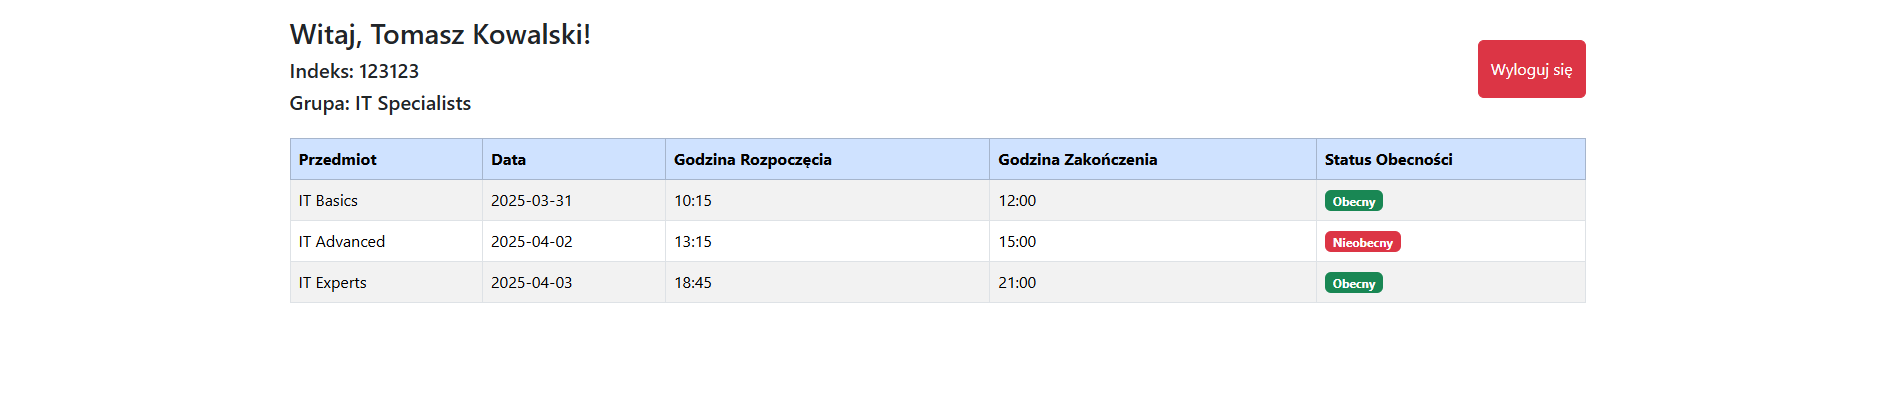 Witaj, Tomasz Kowalski!
Indeks: 123123
Grupa: IT Specialists
Wyloguj się
Przedmiot Data Godzina Rozpoczęcia Godzina Zakończenia Status Obecności
IT Basics 2025-03-31 10:15 12:00 Obecny
IT Advanced 2025-04-02 13:15 15:00 Nieobecny
IT Experts 2025-04-03 18:45 21:00 Obecny